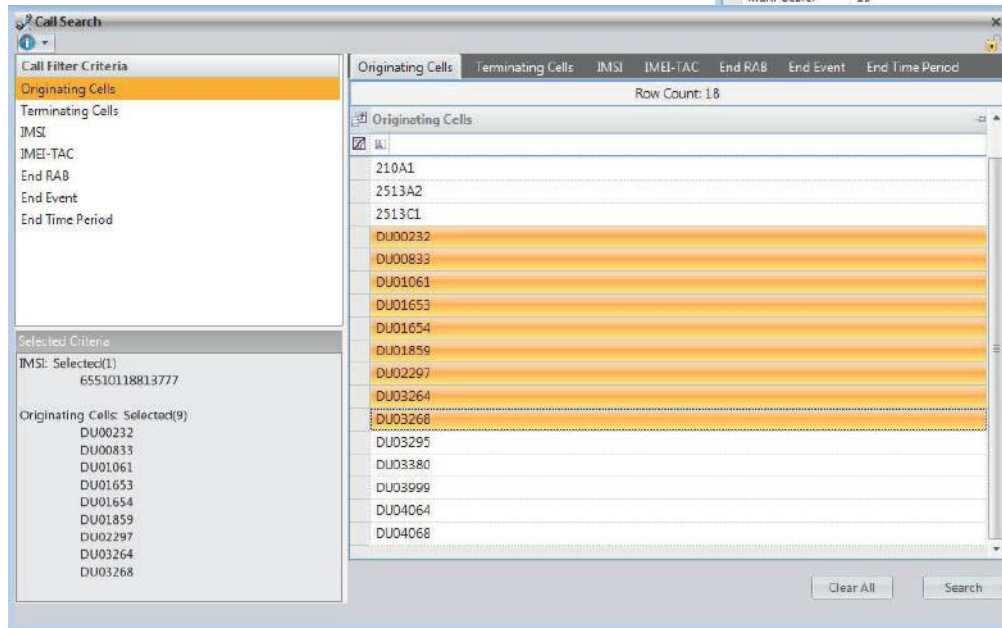 Call Search
Call Filter Criteria
Originating Cells
Terminating Cells
IMSI
IMEI-TAC
End RAB
End Event
End Time Period
Selected Criteria
IMSI: Selected(1)
65510118813777
Originating Cells: Selected(9)
DU00232
DU00833
DU01061
DU01653
DU01654
DU01859
DU02297
DU03264
DU03268
Originating Cells Terminating Cells IMSI IMEI-TAC End RAB End Event End Time Period
Row Count: 18
Originating Cells
210A1
2513A2
2513C1
DU00232
DU00833
DU01061
DU01653
DU01654
DU01859
DU02297
DU03264
DU03268
DU03295
DU03380
DU03999
DU04064
DU04068
Clear All Search